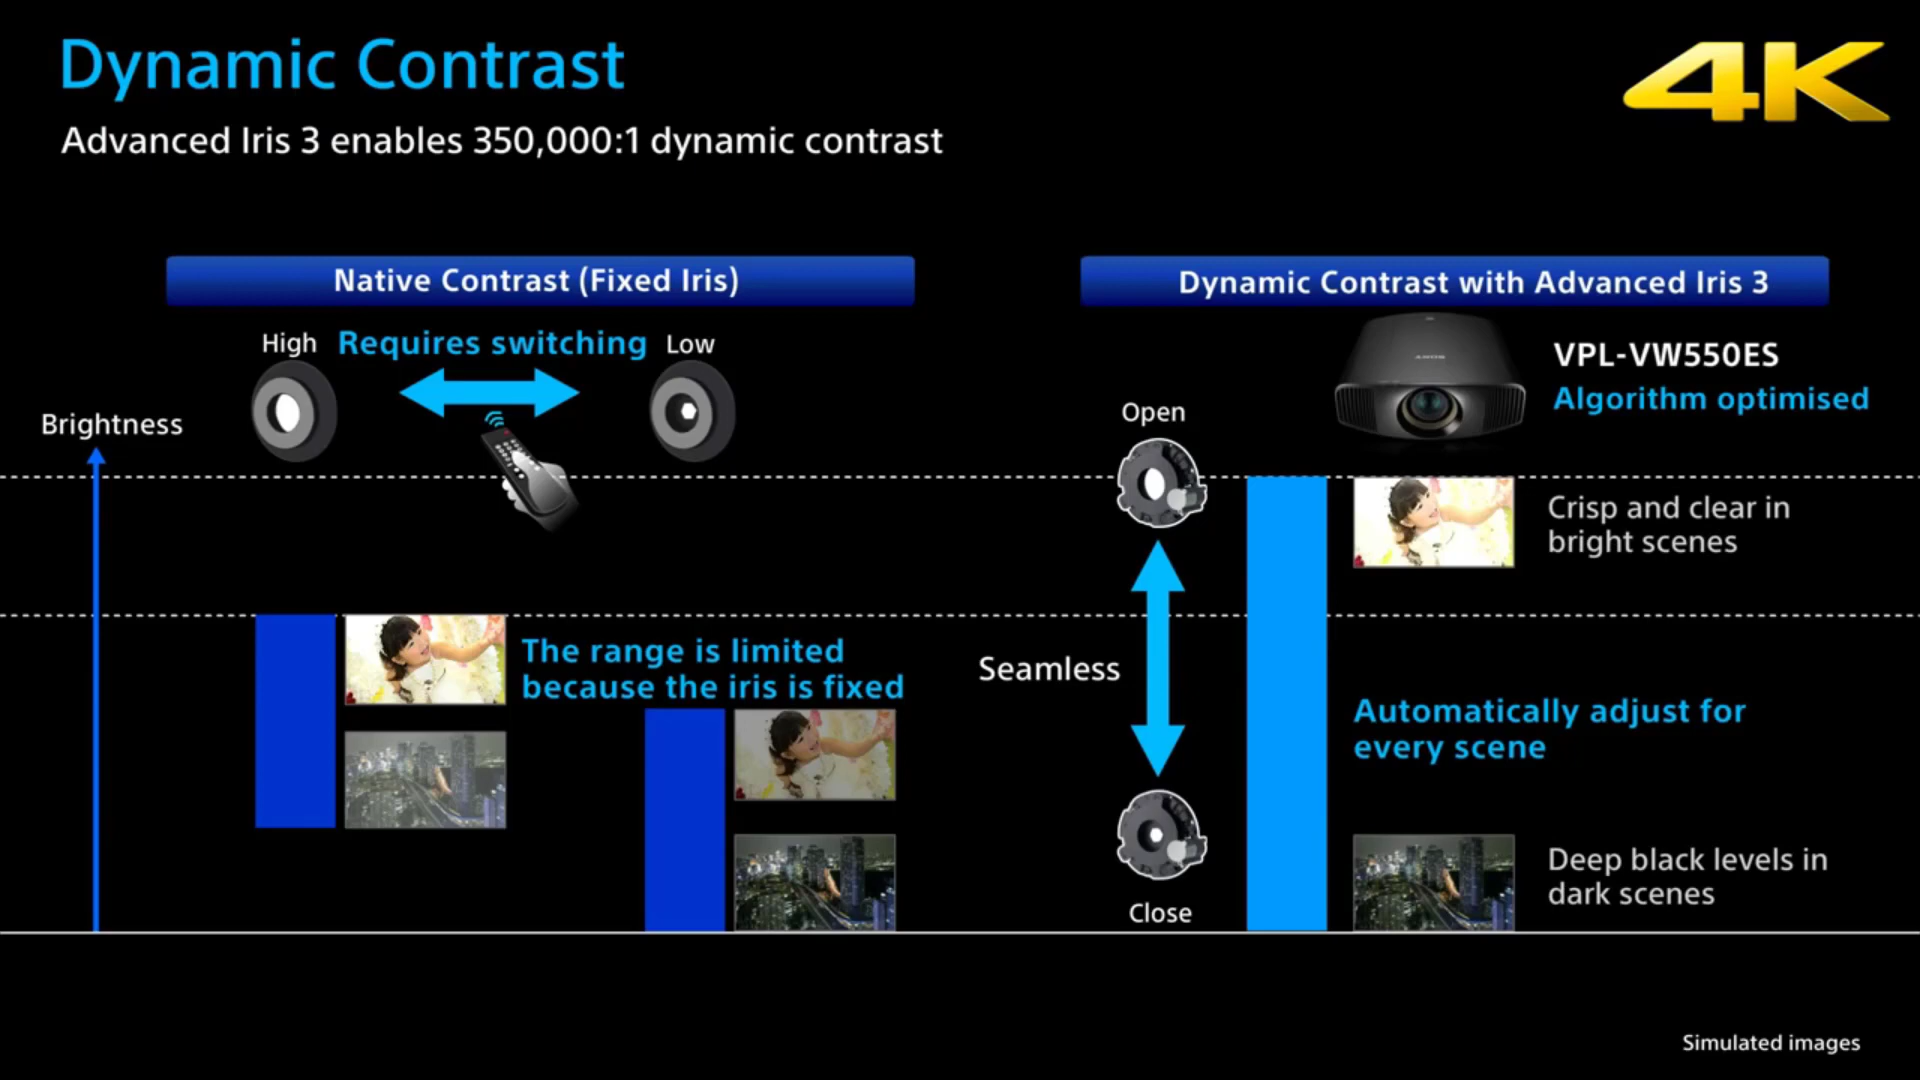 Dynamic Contrast
4K
Advanced Iris 3 enables 350,000:1 dynamic contrast
Native Contrast (Fixed Iris)
High
Requires switching
Low
Brightness
The range is limited
because the iris is fixed
Dynamic Contrast with Advanced Iris 3
SONY
VPL-VW550ES
Algorithm optimised
Open
Crisp and clear in
bright scenes
Seamless
Automatically adjust for
every scene
Close
Deep black levels in
dark scenes
Simulated images